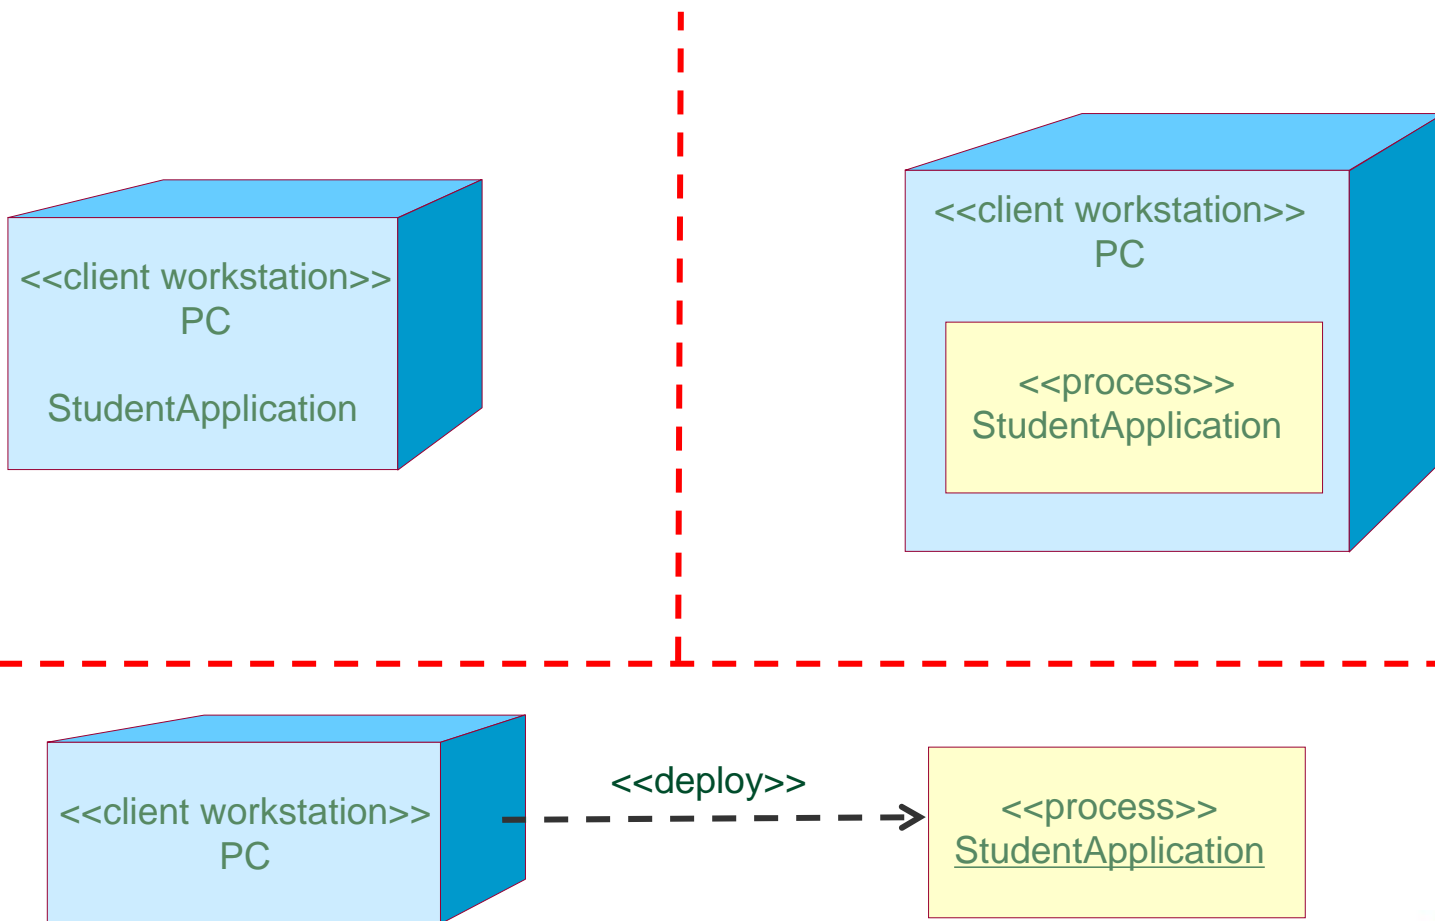 <<client workstation>>
PC
StudentApplication
<<client workstation>>
PC
<<process>>
StudentApplication
<<client workstation>>
PC
<<deploy>>
<<process>>
StudentApplication